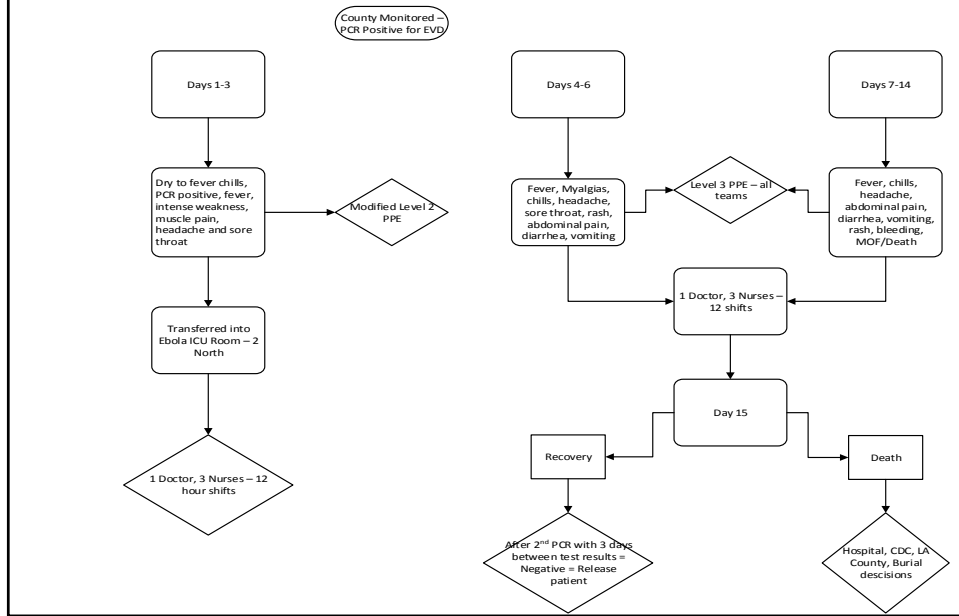 County Monitored –
PCR Positive for EVD
Days 1-3
Days 4-6
Days 7-14
Dry to fever chills,
PCR positive, fever,
intense weakness,
muscle pain,
headache and sore
throat
Modified Level 2
PPE
Fever, Myalgias,
chills, headache,
sore throat, rash,
abdominal pain,
diarrhea, vomiting
Level 3 PPE – all
teams
Fever, chills,
headache,
abdominal pain,
diarrhea, vomiting,
rash, bleeding,
MOF/Death
Transferred into
Ebola ICU Room – 2
North
1 Doctor, 3 Nurses –
12 shifts
1 Doctor, 3 Nurses – 12
hour shifts
Day 15
Recovery
Death
After 2nd PCR with 3 days
between test results =
Negative = Release
patient
Hospital, CDC, LA
County, Burial
descisions